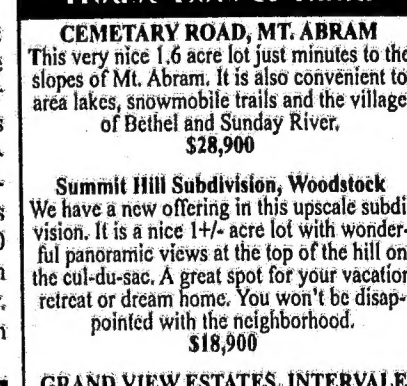 CEMETARY ROAD, MT. ABRAM
This very nice 1.6 acre lot just minutes to the
slopes of Mt. Abram. It is also convenient to
area lakes, snowmobile trails and the village
of Bethel and Sunday River.
$28,900
Summit Hill Subdivision, Woodstock
We have a new offering in this upscale subdi
vision. It is a nice 1+/- acre lot with wonder-
ful panoramic views at the top of the hill on
the cul-du-sac. A great spot for your vacation
retreat or dream home. You won't be disap-
pointed with the neighborhood.
$18,900
GRAND VIEW ESTATES, INTERVALE